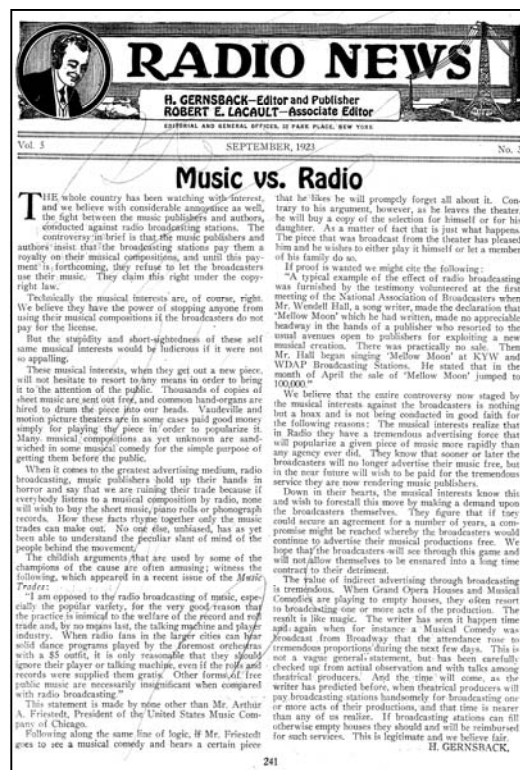 RADIO NEWS
H. GERNSBACK—Editor and Publisher
ROBERT E. LACAULT—Associate Editor
EDITORIAL AND GENERAL OFFICES, 53 PARK PLACE, NEW YORK
Vol. 5
SEPTEMBER, 1923
No. 3
Music vs. Radio
THE whole country has been watching with interest,
and we believe with considerable annoyance as well,
the fight between the music publishers and authors,
conducted against radio broadcasting stations. The
controversy in brief is that the music publishers and
authors insist that the broadcasting stations pay them a
royalty on their musical compositions, and until this pay-
ment is forthcoming, they refuse to let the broadcasters
use their music. They claim this right under the copy-
right law.
Technically the musical interests are, of course, right.
We believe they have the power of stopping anyone from
using their musical compositions if the broadcasters do not
pay for the license.
But the stupidity and short-sightedness of these self
same musical interests would be ludicrous if it were not
so appalling.
These musical interests, when they get out a new piece,
will not hesitate to resort to any means in order to bring
it to the attention of the public. Thousands of copies of
sheet music are sent out free, and common hand-organs are
hired to drum the piece into our heads. Vaudeville and
motion picture theatres are in some cases paid good money
simply for playing the piece in order to popularize it.
Many musical compositions as yet unknown are sand-
wiched in some musical comedy for the simple purpose of
getting them before the public.
When it comes to the greatest advertising medium, radio
broadcasting, music publishers hold up their hands in
horror and say that we are ruining their trade because if
everybody listens to a musical composition by radio, none
will wish to buy the sheet music, piano rolls or phonograph
records. How these facts rhyme together only the music
trades can make out. No one else, unbiased, has as yet
been able to understand the peculiar slant of mind of the
people behind the movement.
The childish arguments that are used by some of the
champions of the cause are often amusing; witness the
following, which appeared in a recent issue of the Music
Trades:
"I am opposed to the radio broadcasting of music, espe-
cially the popular variety, for the very good reason that
the practice is inimical to the welfare of the record and roll
trade and, by no means last, the talking machine and player
industry. When radio fans in the larger cities can hear
solid dance programs played by the foremost orchestras
with a $5 outfit, it is only reasonable that they should
ignore their player or talking machine, even if the rolls and
records were supplied them gratis. Other forms of free
public music are necessarily insignificant when compared
with radio broadcasting."
This statement is made by none other than Mr. Arthur
A. Friestedt, President of the United States Music Com-
pany of Chicago.
Following along the same line of logic, if Mr. Friestedt
goes to see a musical comedy and hears a certain piece
that he likes he will promptly forget all about it. Con-
trary to his argument, however, as he leaves the theater,
he will buy a copy of the selection for himself or for his
daughter. As a matter of fact that is just what happens.
The piece that was broadcast from the theater has pleased
him and he wishes to either play it himself or let a member
of his family do so.
If proof is wanted we might cite the following:
"A typical example of the effect of radio broadcasting
was furnished by the testimony volunteered at the first
meeting of the National Association of Broadcasters when
Mr. Wendell Hall, a song writer, made the declaration that
'Mellow Moon' which he had written, made no appreciable
headway in the hands of a publisher who resorted to the
usual avenues open to publishers for exploiting a new
musical creation. There was practically no sale. Then
Mr. Hall began singing 'Mellow Moon' at KYW and
WDAP Broadcasting Stations. He stated that in the
month of April the sale of 'Mellow Moon' jumped to
100,000."
We believe that the entire controversy now staged by
the musical interests against the broadcasters is nothing
but a hoax and is not being conducted in good faith for
the following reasons: The musical interests realize that
in Radio they have a tremendous advertising force that
will popularize a given piece of music more rapidly than
any agency ever did. They know that sooner or later the
broadcasters will no longer advertise their music free, but
in the near future will wish to be paid for the tremendous
service they are now rendering music publishers.
Down in their hearts, the musical interests know this
and wish to forestall this move by making a demand upon
the broadcasters themselves. They figure that if they
could secure an agreement for a number of years, a com-
promise might be reached whereby the broadcasters would
continue to advertise their musical productions free. We
hope that the broadcasters will see through this game and
will not allow themselves to be ensnared into a long time
contract to their detriment.
The value of indirect advertising through broadcasting
is tremendous. When Grand Opera Houses and Musical
Comedies are playing to empty houses, they often resort
to broadcasting one or more acts of the production. The
result is like magic. The writer has seen it happen time
and again when for instance a Musical Comedy was
broadcast from Broadway that the attendance rose to
tremendous proportions during the next few days. This is
not a vague general statement, but has been carefully
checked up from actual observation and with talks among
theatrical producers. And the time will come, as the
writer has predicted before, when theatrical producers will
pay broadcasting stations handsomely for broadcasting one
or more acts of their productions, and that time is nearer
than any of us realize. If broadcasting stations can fill
otherwise empty houses they should and will be reimbursed
for such services. This is legitimate and we believe fair.
H. GERNSBACK.
241